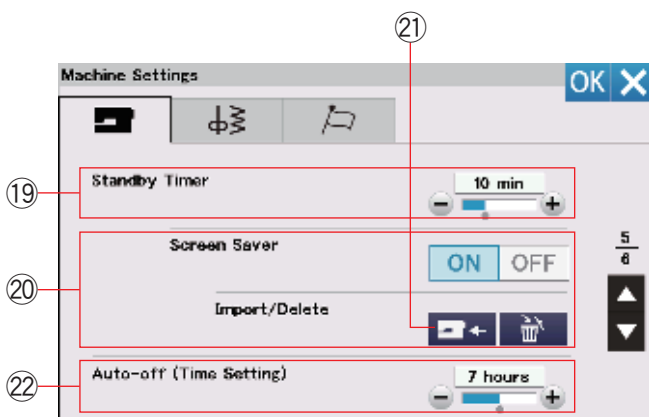 ㉑
Machine Settings
OK
⑲
Standby Timer
10 min
⑳
Screen Saver
ON OFF
5
6
Import/Delete
㉒
Auto-off (Time Setting)
7 hours